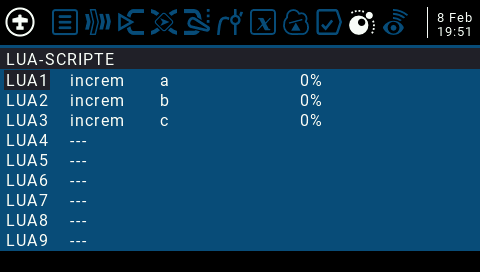 8 Feb
19:51
LUA-SCRIPTE
LUA1 increm a 0%
LUA2 increm b 0%
LUA3 increm c 0%
LUA4 ---
LUA5 ---
LUA6 ---
LUA7 ---
LUA8 ---
LUA9 ---